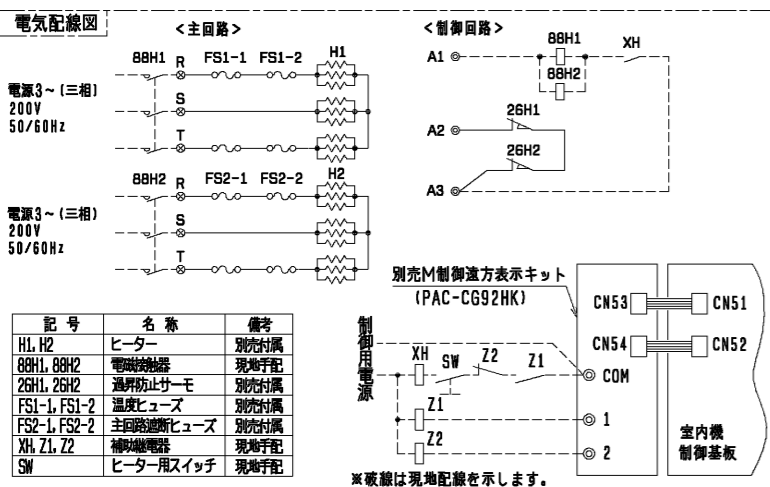 電気配線図
<主回路>
88H1 R FS1-1 FS1-2 H1
S
T
電源3～(三相)
200V
50/60Hz
88H2 R FS2-1 FS2-2 H2
S
T
電源3～(三相)
200V
50/60Hz
<制御回路>
A1 88H1 XH
88H2
A2 26H1
26H2
A3
別売M制御遠方表示キット
(PAC-CG92HK)
CN53 CN51
CN54 CN52
制御用電源
XH SW Z2 Z1 COM
Z1 1
Z2 2
室内機
制御基板
※破線は現地配線を示します。
記号 名称 備考
H1, H2 ヒーター 別売付属
88H1, 88H2 電磁接触器 現地手配
26H1, 26H2 過昇防止サーモ 別売付属
FS1-1, FS1-2 温度ヒューズ 別売付属
FS2-1, FS2-2 主回路遮断ヒューズ 別売付属
XH, Z1, Z2 補助継電器 現地手配
SW ヒーター用スイッチ 現地手配